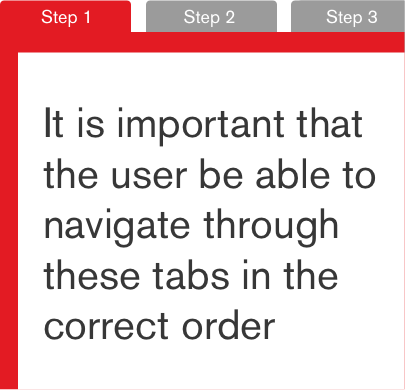 Step 1 Step 2 Step 3
It is important that
the user be able to
navigate through
these tabs in the
correct order